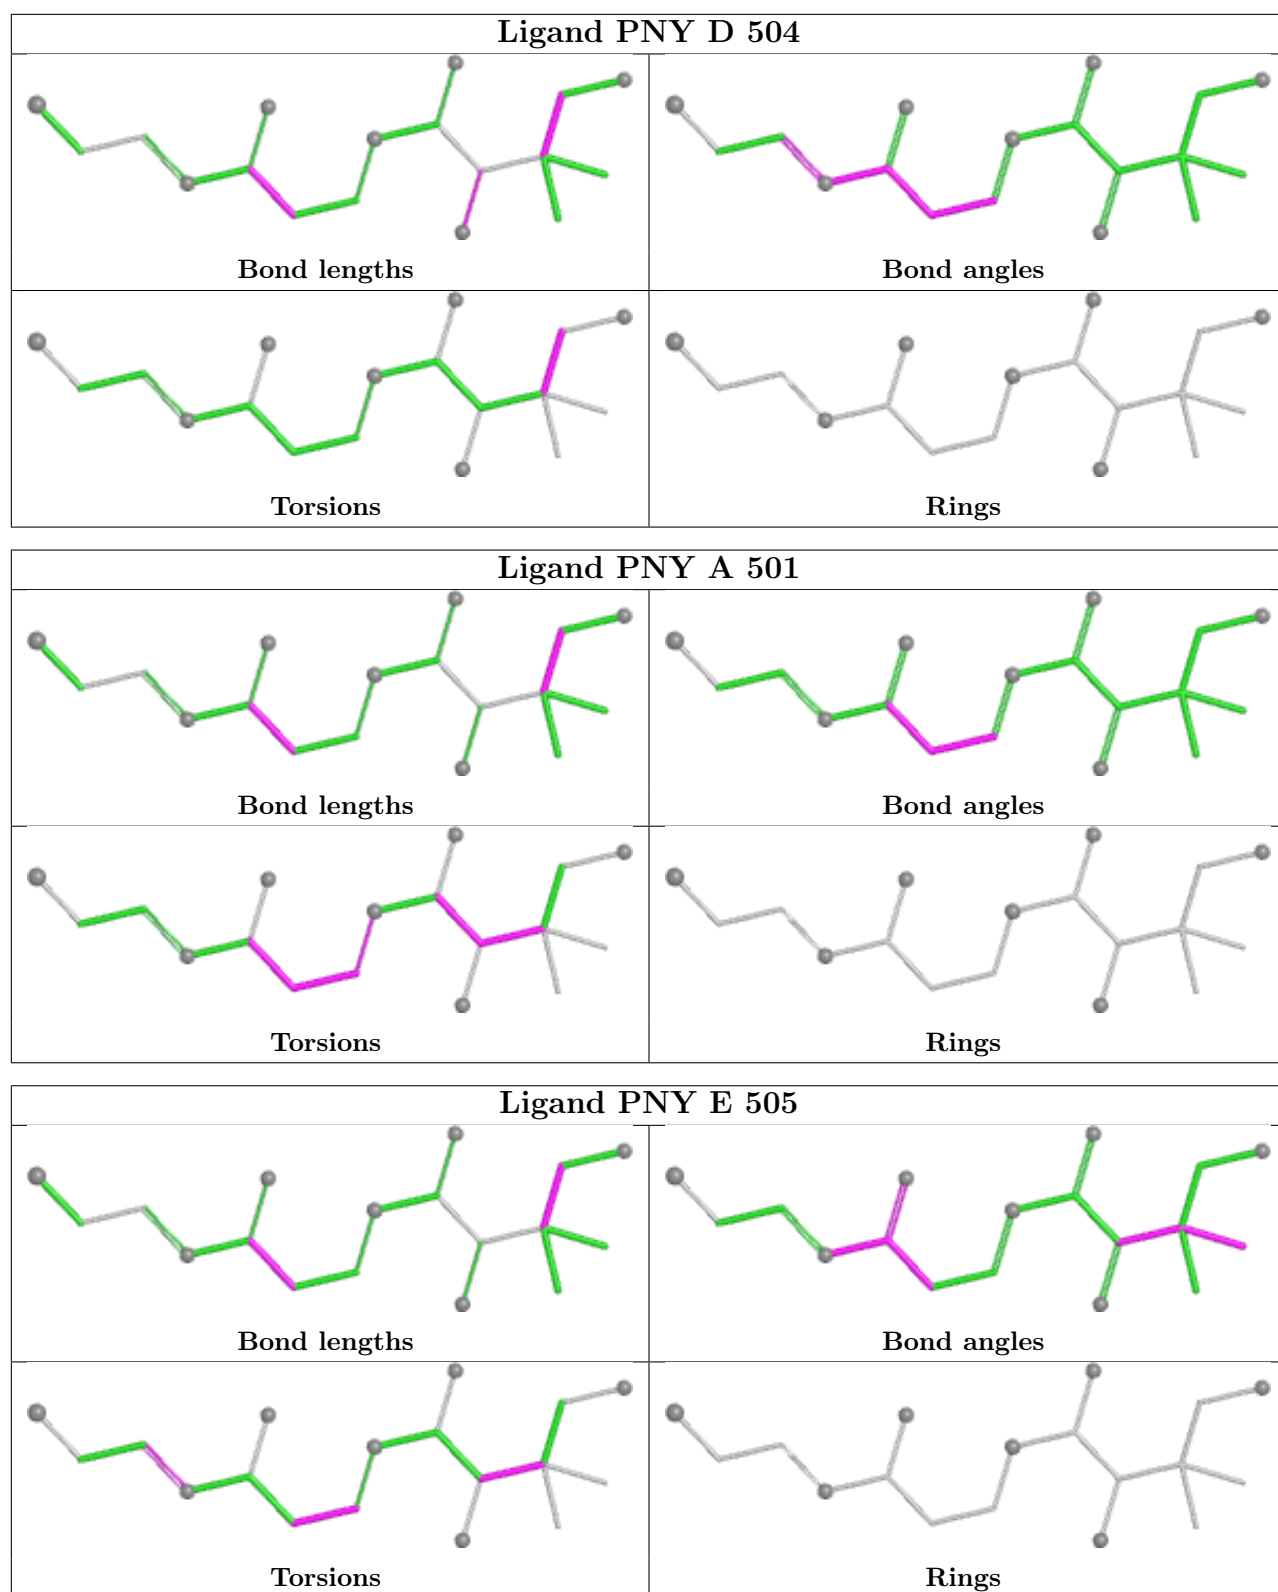 Ligand PNY D 504
Bond lengths
Bond angles
Torsions
Rings
Ligand PNY A 501
Bond lengths
Bond angles
Torsions
Rings
Ligand PNY E 505
Bond lengths
Bond angles
Torsions
Rings